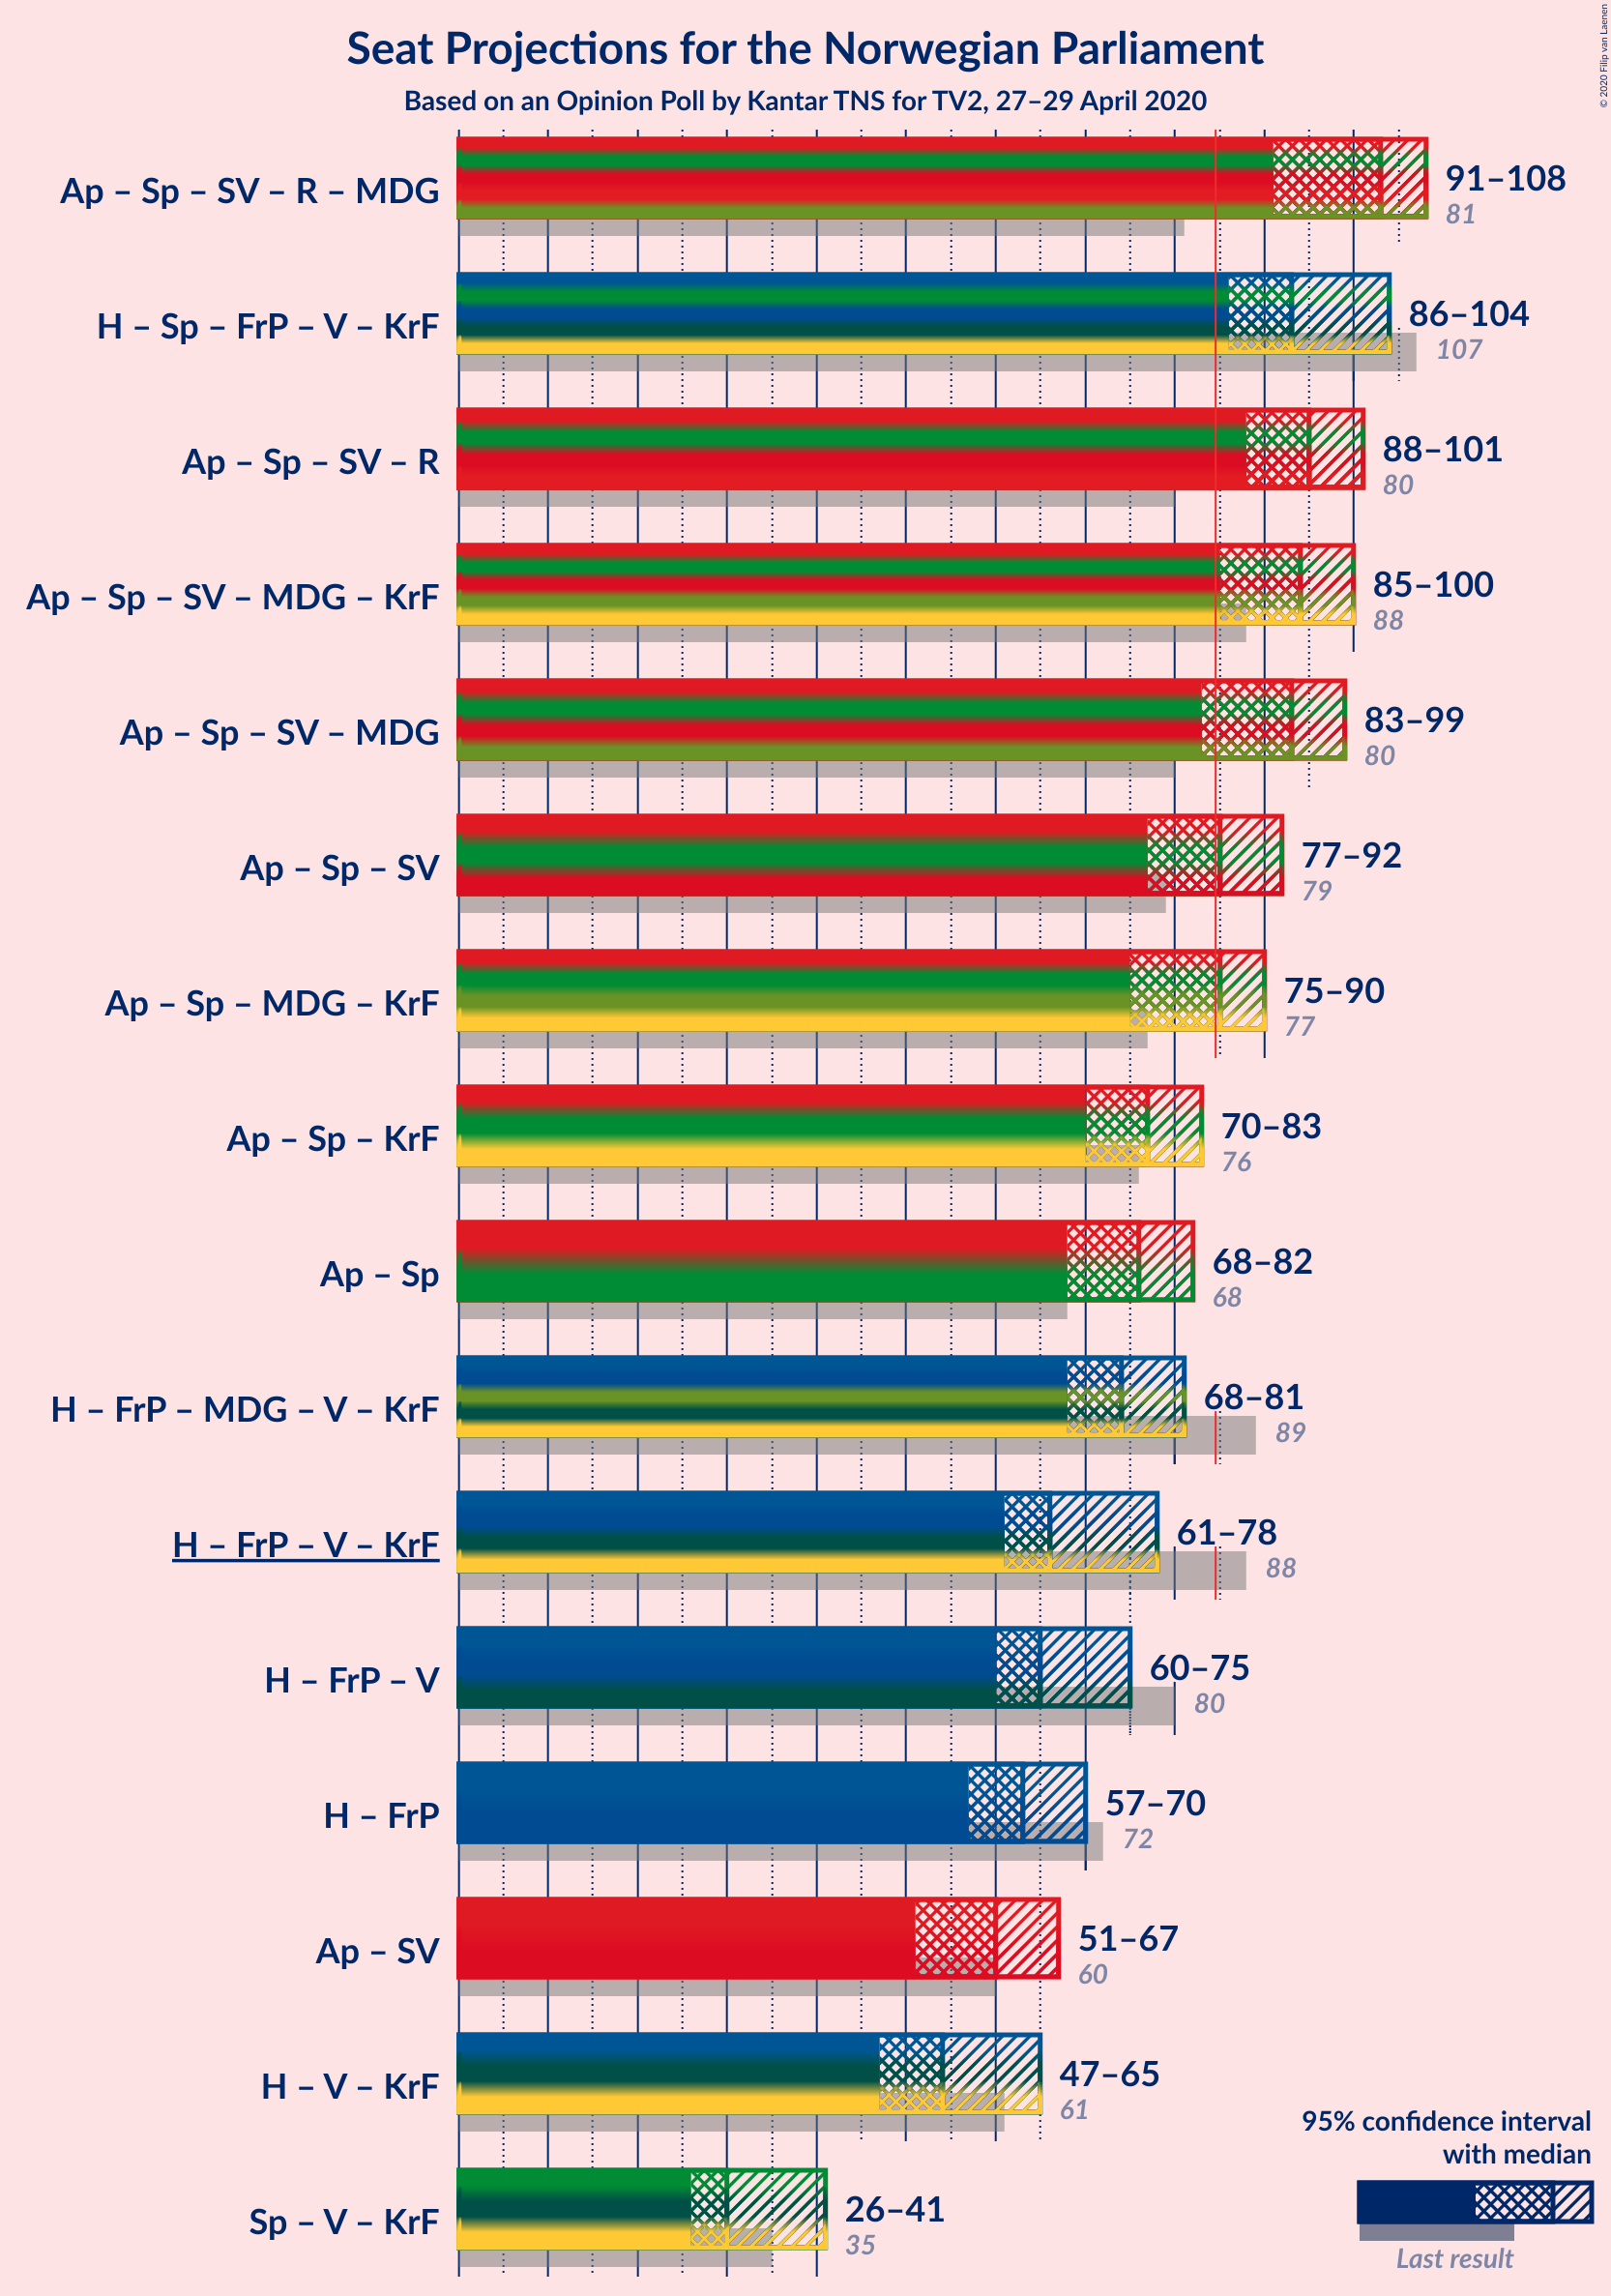 Seat Projections for the Norwegian Parliament
Based on an Opinion Poll by Kantar TNS for TV2, 27–29 April 2020
© 2020 Filip van Laenen
Ap – Sp – SV – R – MDG
91–108
81
H – Sp – FrP – V – KrF
86–104
107
Ap – Sp – SV – R
88–101
80
Ap – Sp – SV – MDG – KrF
85–100
88
Ap – Sp – SV – MDG
83–99
80
Ap – Sp – SV
77–92
79
Ap – Sp – MDG – KrF
75–90
77
Ap – Sp – KrF
70–83
76
Ap – Sp
68–82
68
H – FrP – MDG – V – KrF
68–81
89
H – FrP – V – KrF
61–78
88
H – FrP – V
60–75
80
H – FrP
57–70
72
Ap – SV
51–67
60
H – V – KrF
47–65
61
Sp – V – KrF
26–41
35
95% confidence interval
with median
Last result